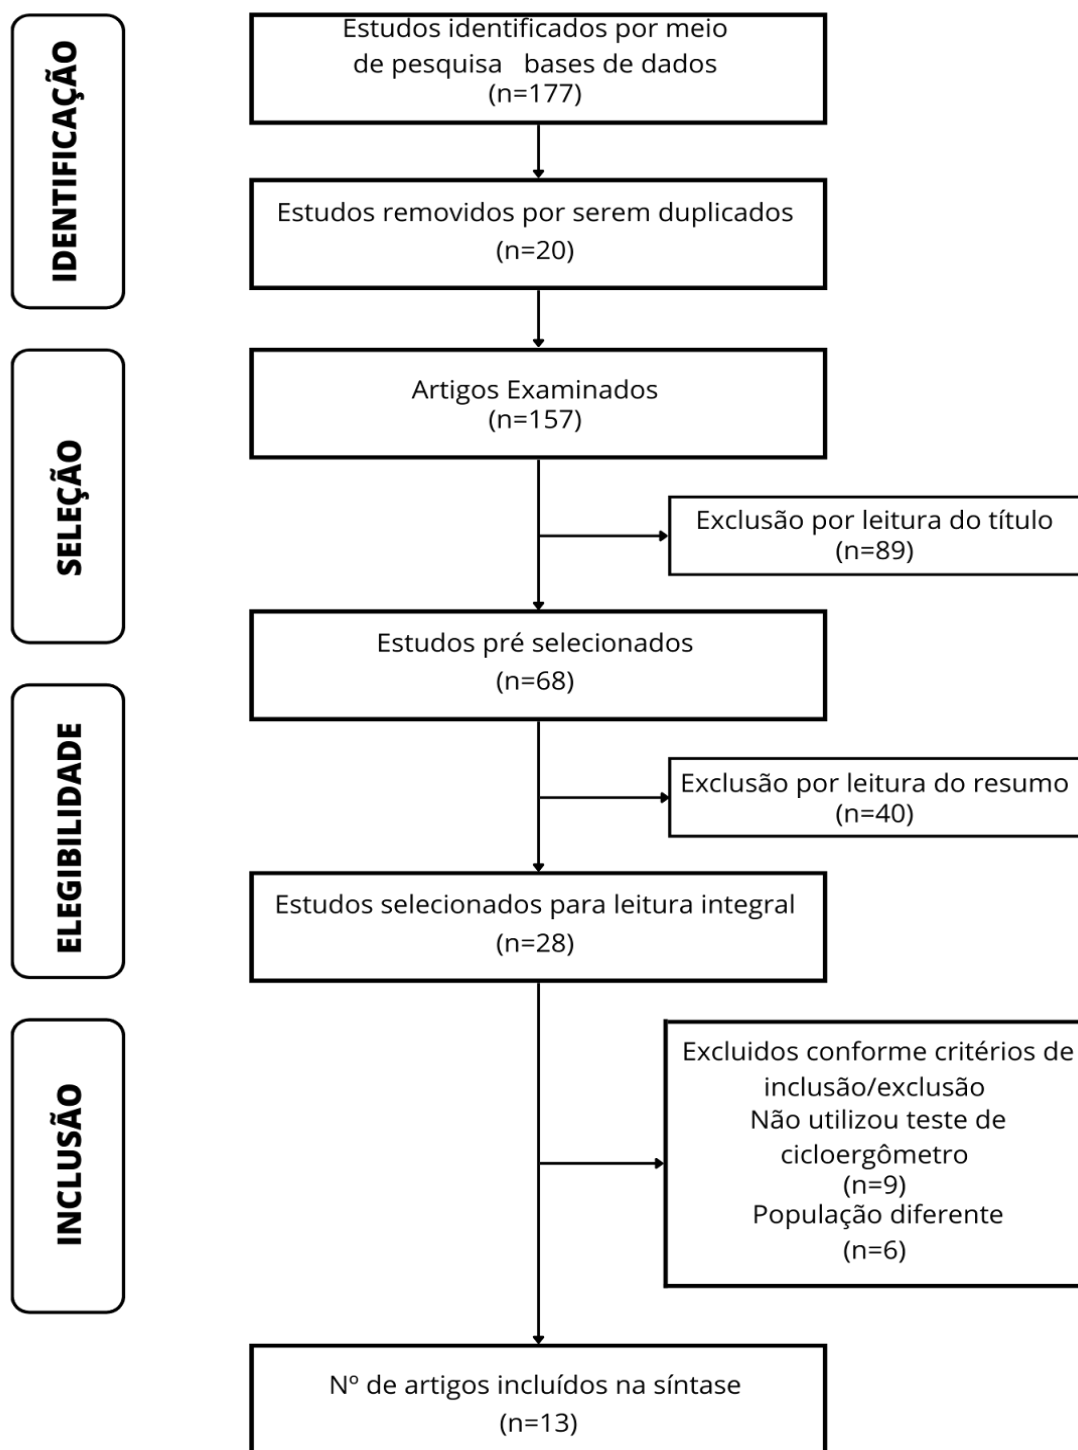 IDENTIFICAÇÃO
Estudos identificados por meio
de pesquisa bases de dados
(n=177)
Estudos removidos por serem duplicados
(n=20)
SELEÇÃO
Artigos Examinados
(n=157)
Exclusão por leitura do título
(n=89)
Estudos pré selecionados
(n=68)
ELEGIBILIDADE
Exclusão por leitura do resumo
(n=40)
Estudos selecionados para leitura integral
(n=28)
INCLUSÃO
Excluidos conforme critérios de
inclusão/exclusão
Não utilizou teste de
cicloergômetro
(n=9)
População diferente
(n=6)
Nº de artigos incluídos na síntase
(n=13)